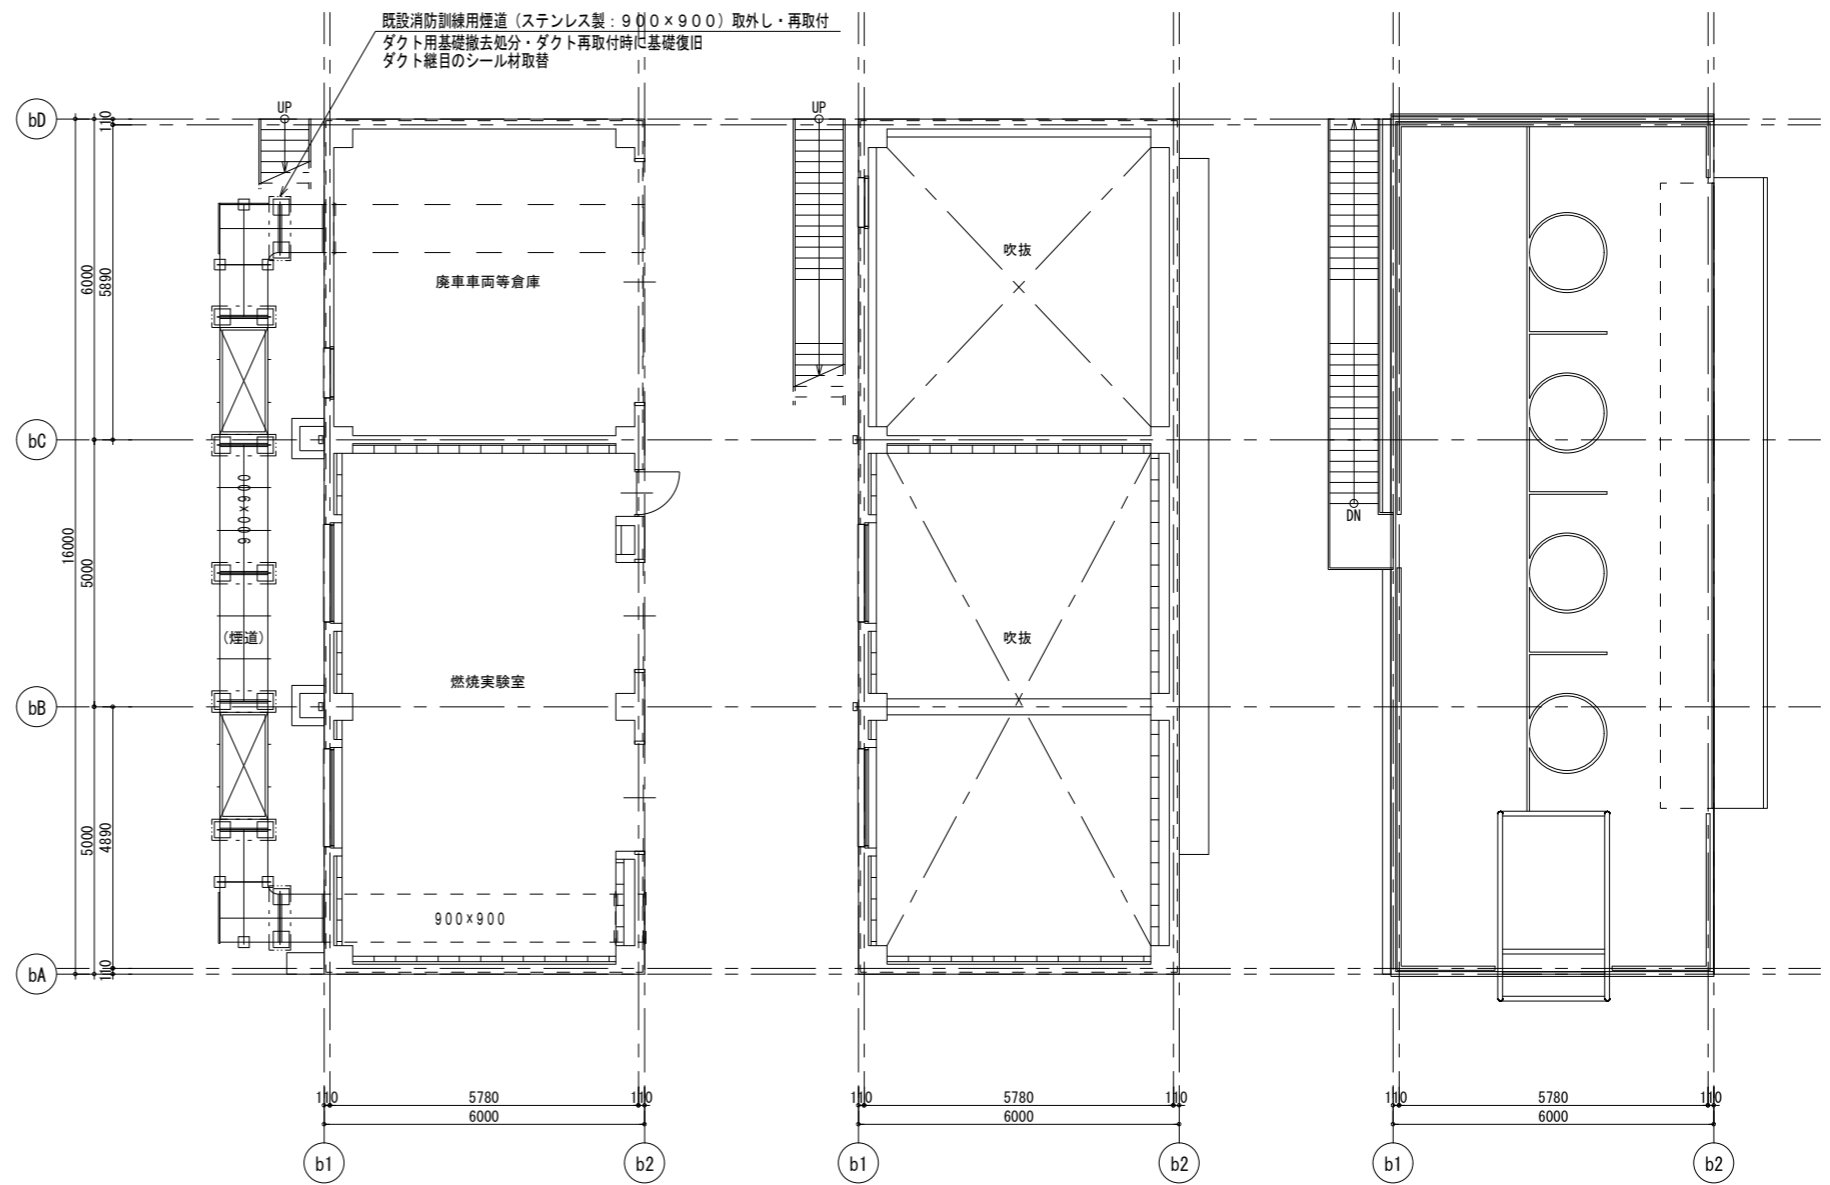 既設消防訓練用煙道（ステンレス製：９００×９００）取外し・再取付
ダクト用基礎撤去処分・ダクト再取付時に基礎復旧
ダクト継目のシール材取替
UP
UP
bD
110
6000
5890
廃車車両等倉庫
吹抜
bC
900×900
16000
5000
DN
(煙道)
吹抜
燃焼実験室
bB
5000
4890
900×900
110
bA
110
5780
110
110
5780
110
110
5780
110
6000
6000
6000
b1
b2
b1
b2
b1
b2